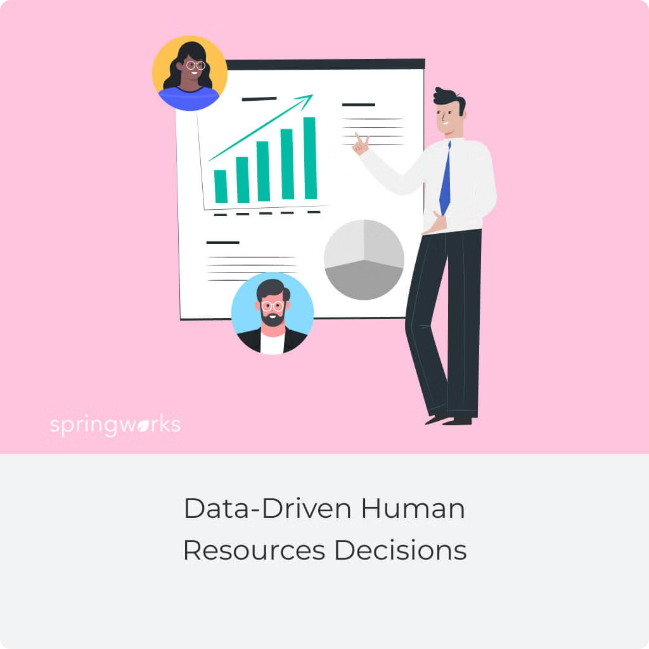 springworks
Data-Driven Human
Resources Decisions